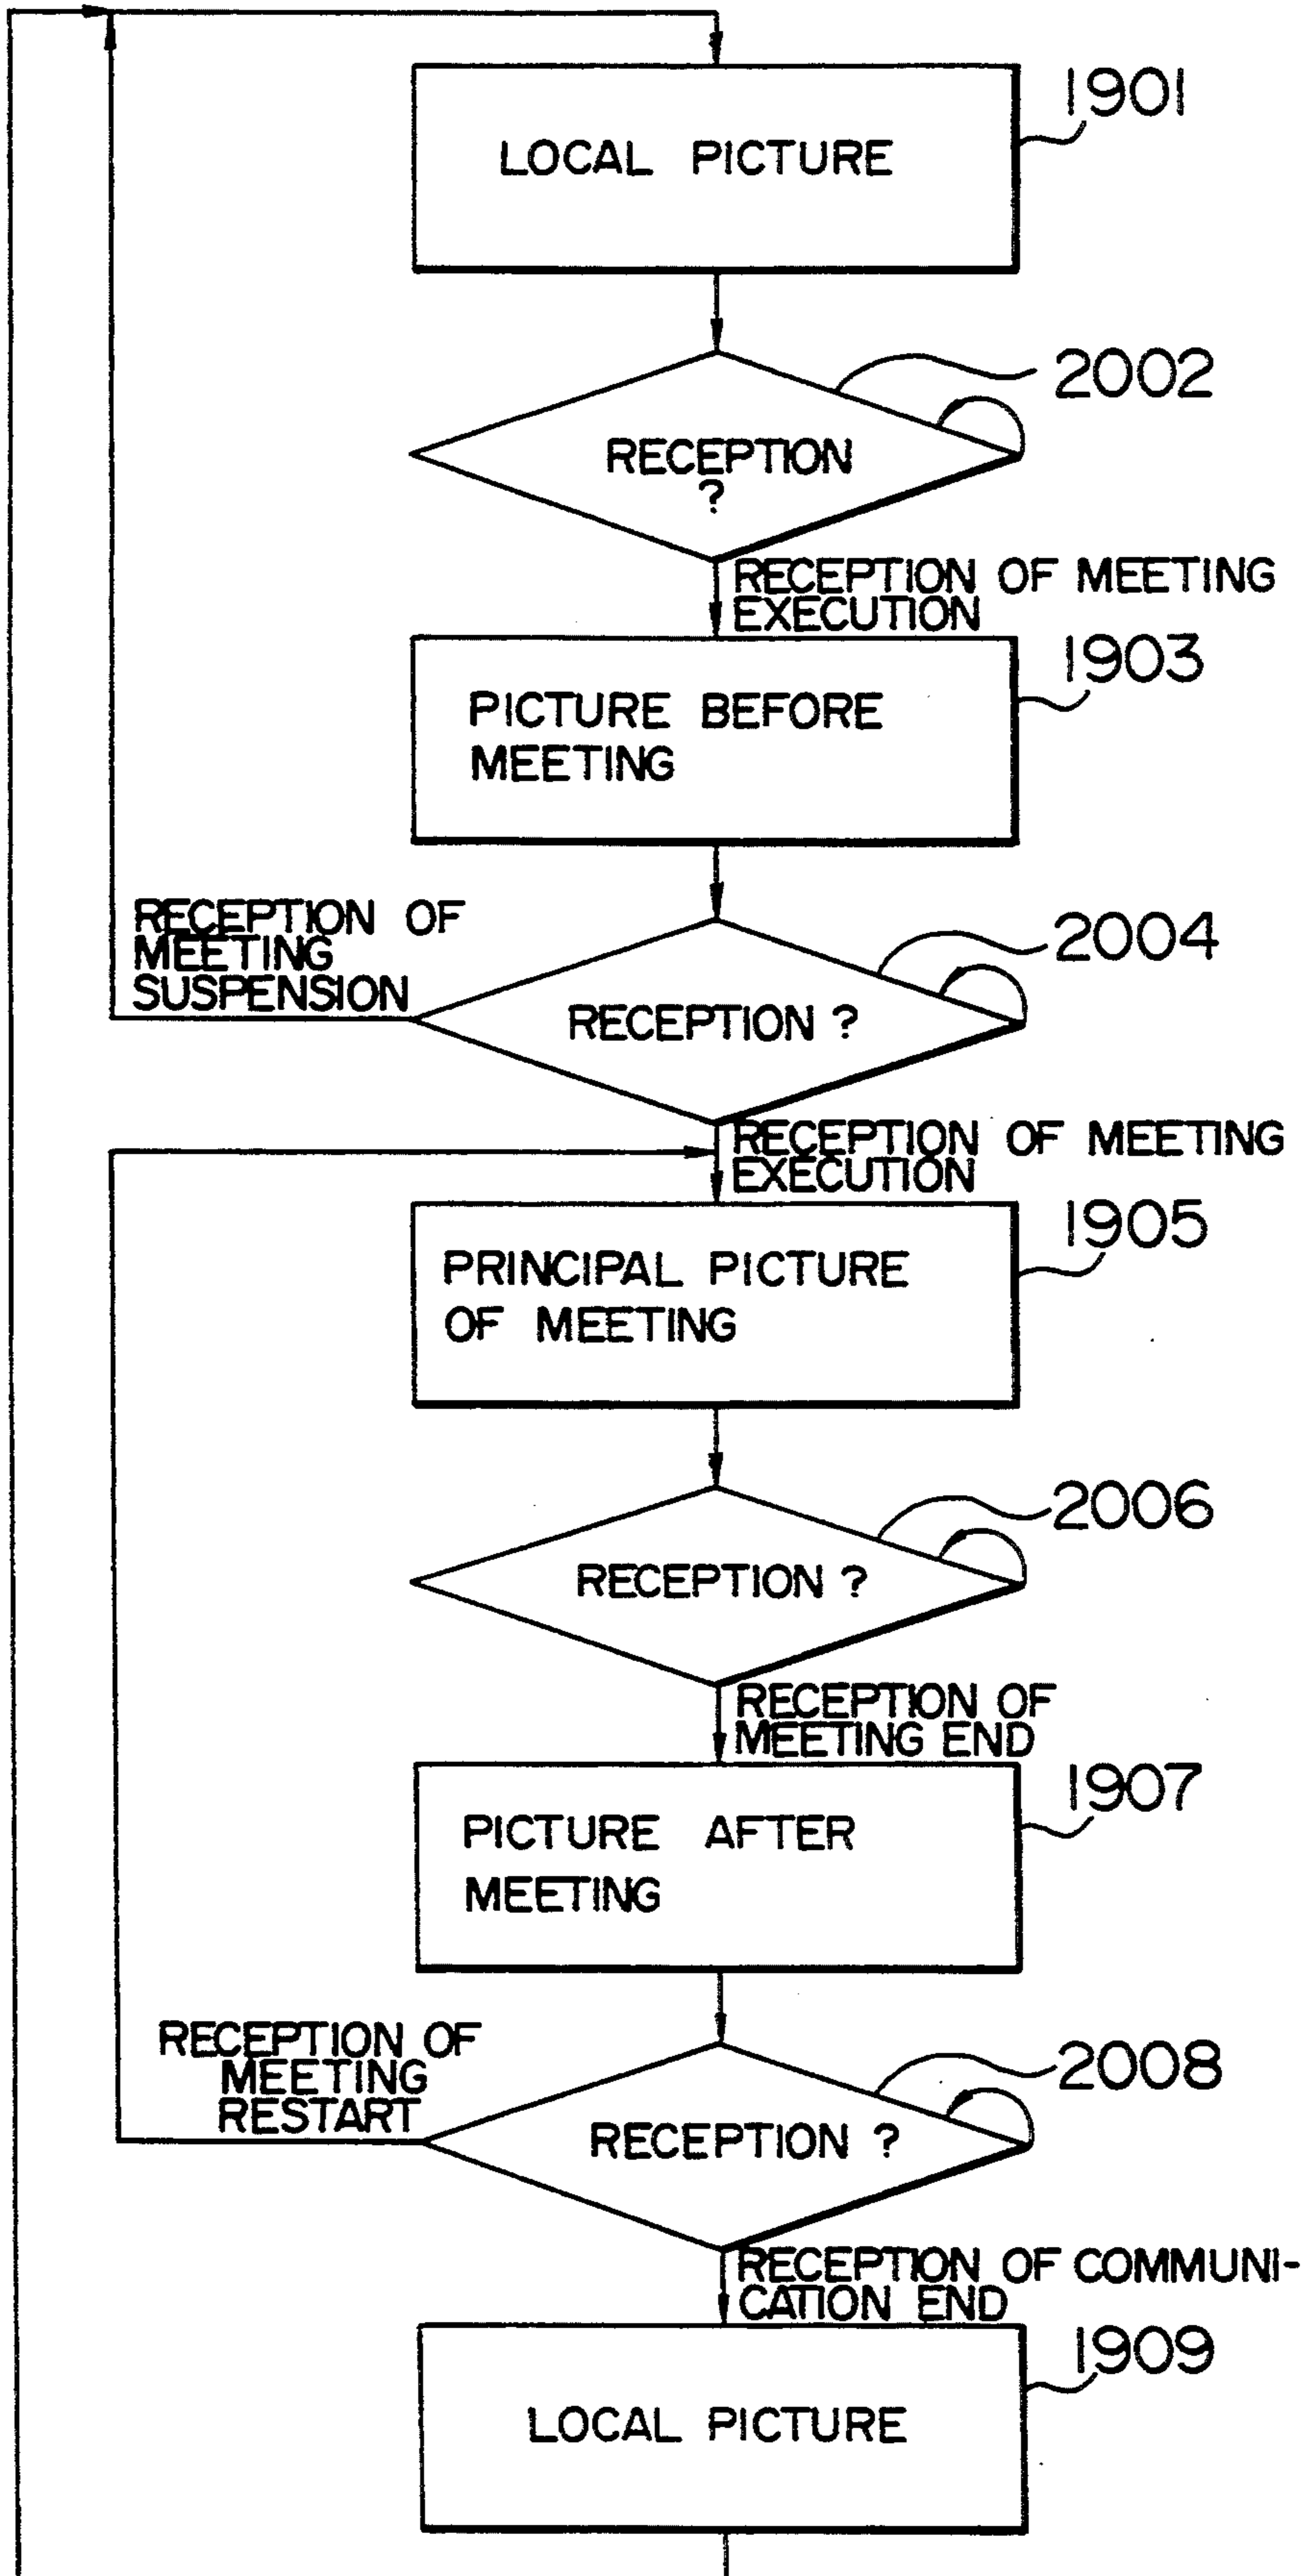 1901
LOCAL PICTURE
2002
RECEPTION
?
RECEPTION OF MEETING
EXECUTION
1903
PICTURE BEFORE
MEETING
RECEPTION OF
MEETING
SUSPENSION
2004
RECEPTION ?
RECEPTION OF MEETING
EXECUTION
1905
PRINCIPAL PICTURE
OF MEETING
2006
RECEPTION ?
RECEPTION OF
MEETING END
1907
PICTURE AFTER
MEETING
RECEPTION OF
MEETING
RESTART
2008
RECEPTION ?
RECEPTION OF COMMUNI-
CATION END
1909
LOCAL PICTURE